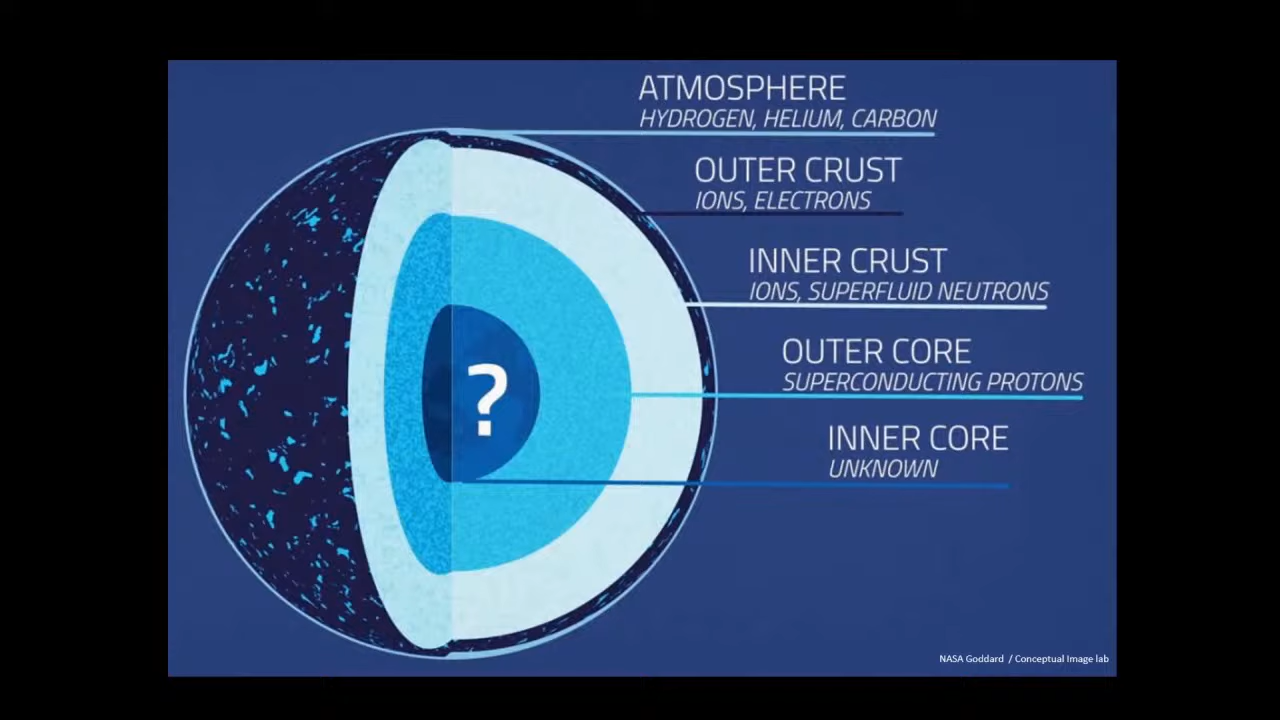 ATMOSPHERE
HYDROGEN, HELIUM, CARBON
OUTER CRUST
IONS, ELECTRONS
INNER CRUST
IONS, SUPERFLUID NEUTRONS
OUTER CORE
SUPERCONDUCTING PROTONS
?
INNER CORE
UNKNOWN
NASA Goddard / Conceptual Image lab